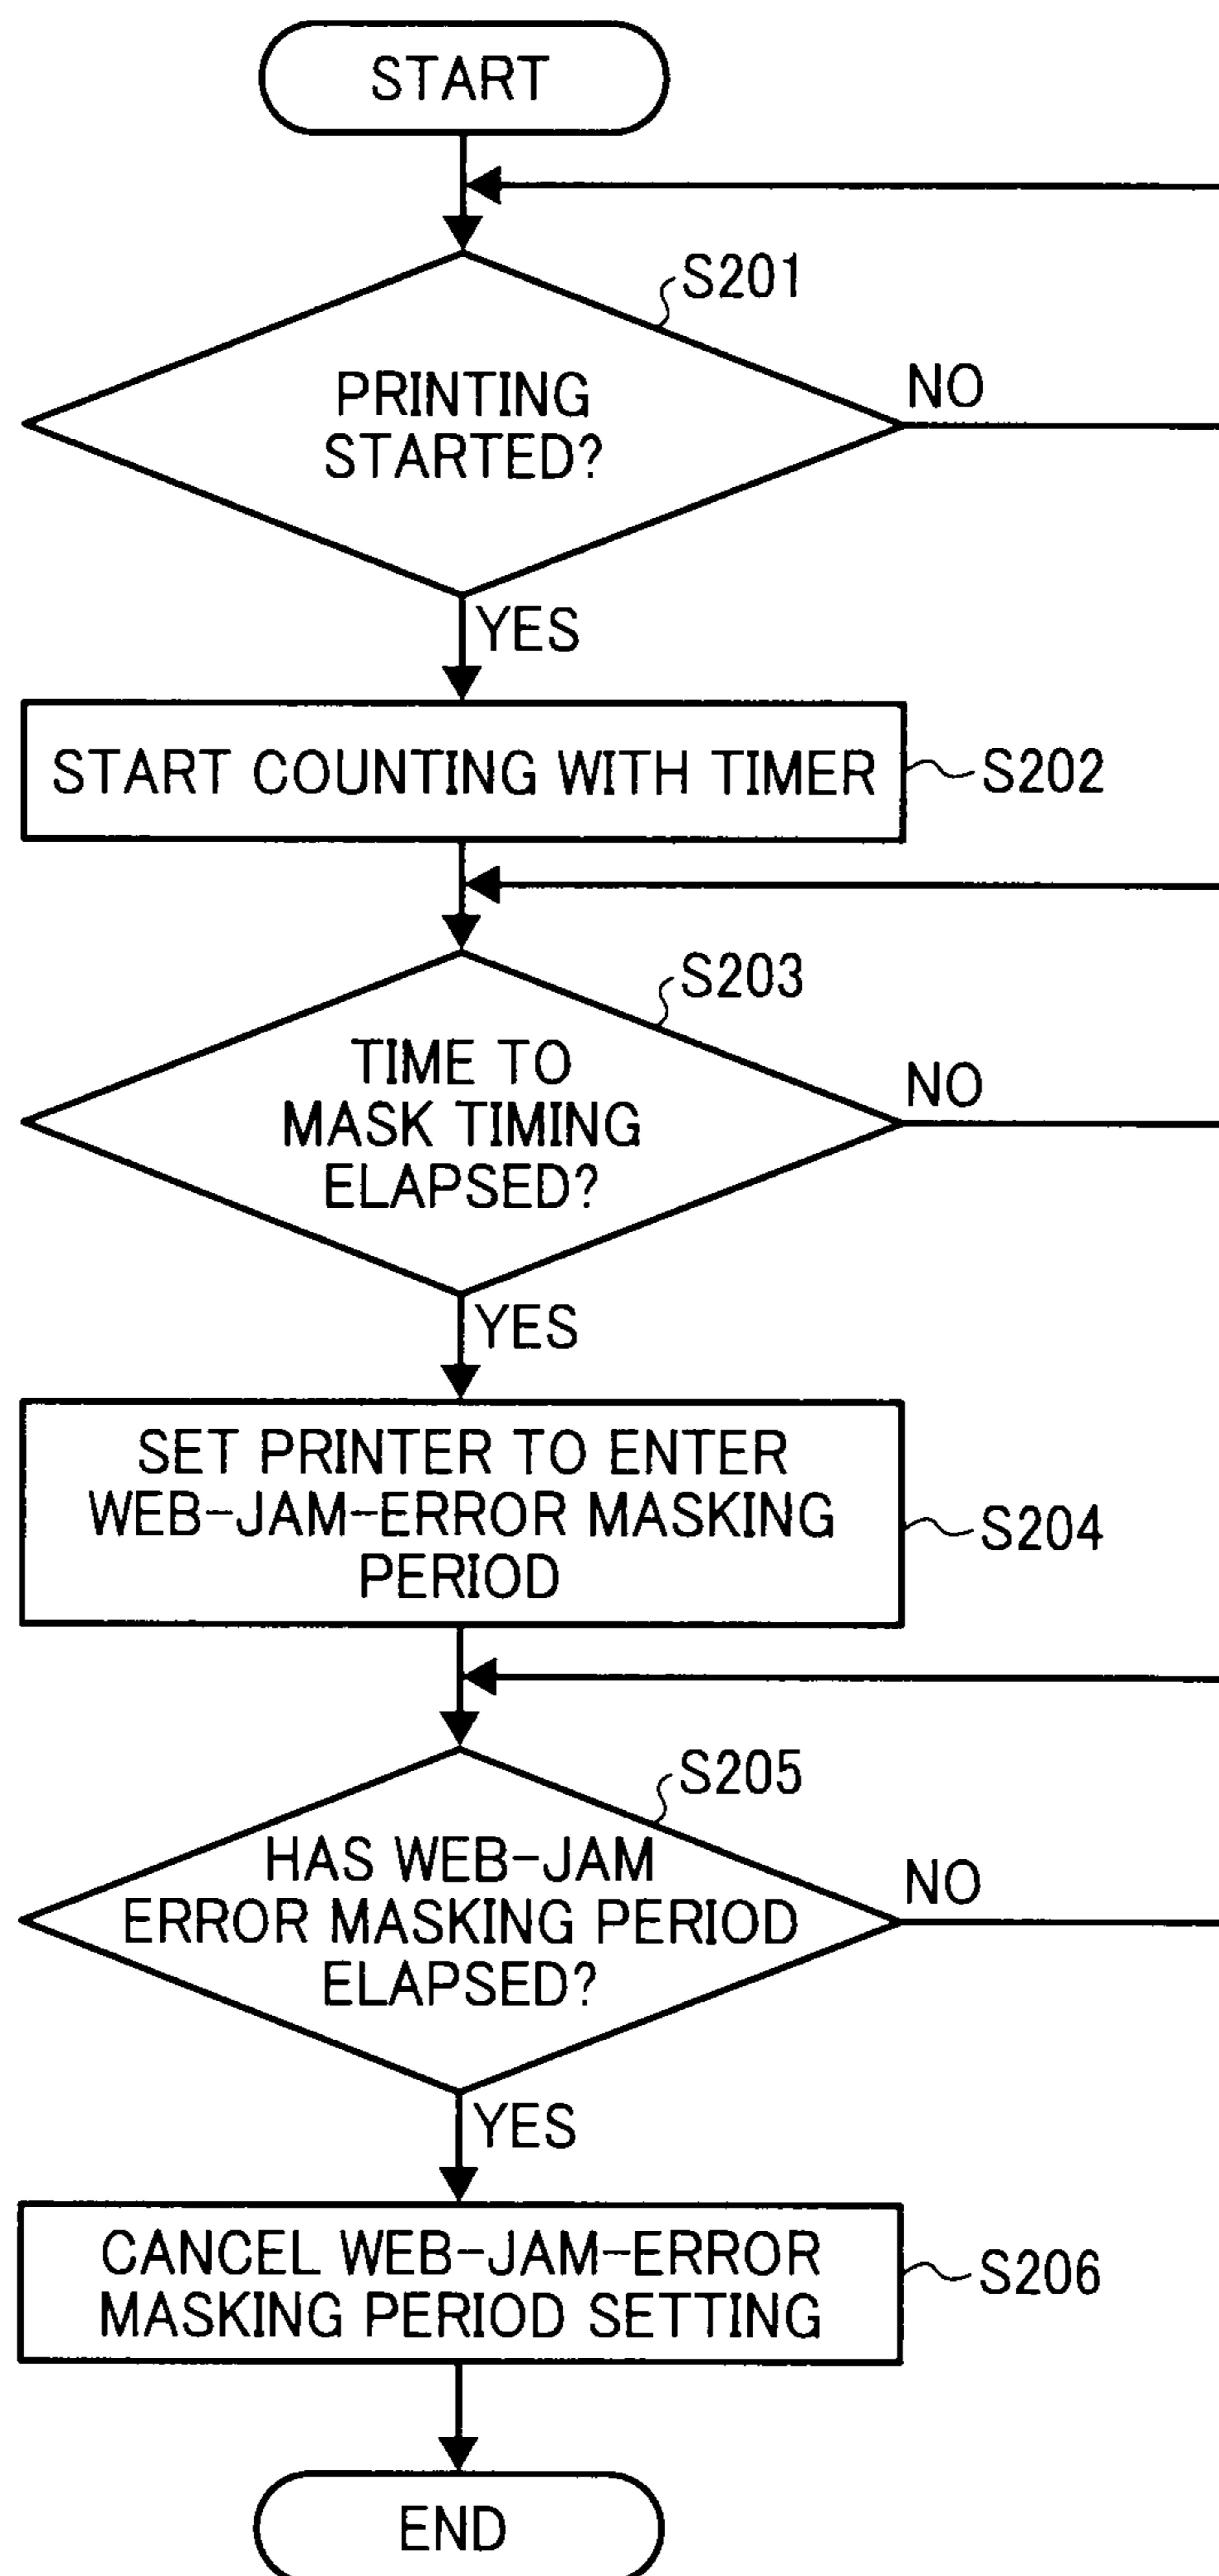 START
S201
PRINTING
STARTED?
NO
YES
START COUNTING WITH TIMER
S202
S203
TIME TO
MASK TIMING
ELAPSED?
NO
YES
SET PRINTER TO ENTER
WEB-JAM-ERROR MASKING
PERIOD
S204
S205
HAS WEB-JAM
ERROR MASKING PERIOD
ELAPSED?
NO
YES
CANCEL WEB-JAM-ERROR
MASKING PERIOD SETTING
S206
END